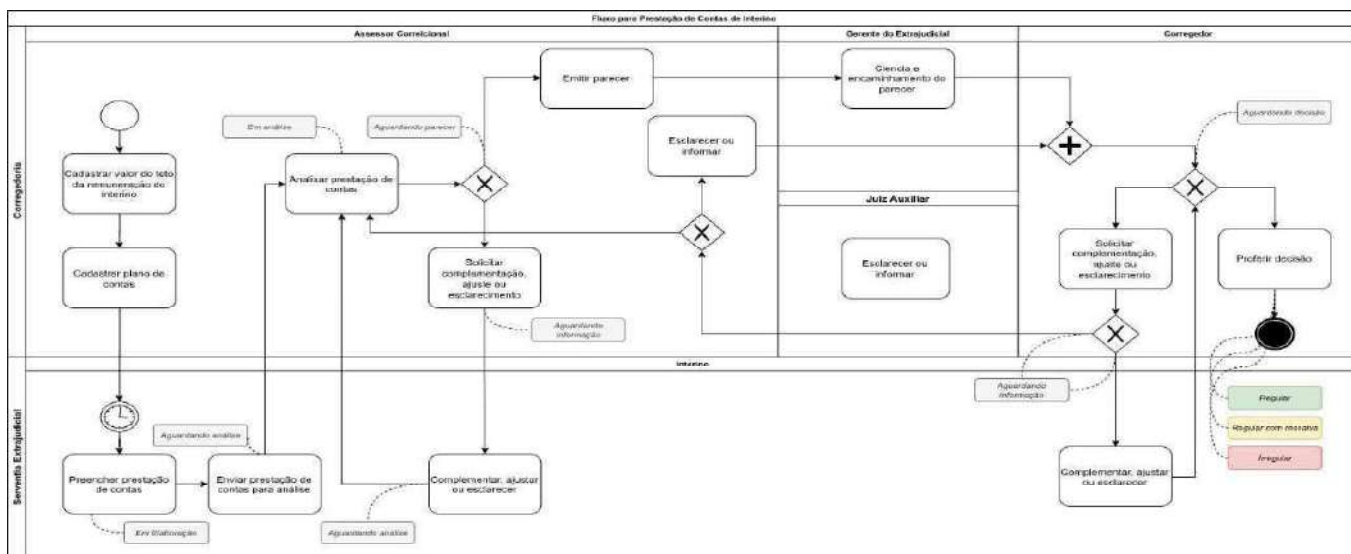 Fluxo para Prestação de Contas de Interino
Assessor Correicional
Gerente do Extrajudicial
Corregedor
Corregedoria
Emitir parecer
Ciencia e
encaminhamento do
parecer
Aguardando decisão
Em análise
Aguardando parecer
Esclarecer ou
informar
Cadastrar valor do teto
da remuneração do
interino
Analisar prestação de
contas
Juiz Auxiliar
Cadastrar plano de
contas
Solicitar
complementação,
ajuste ou
esclarecimento
Esclarecer ou
informar
Solicitar
complementação,
ajuste ou
esclarecimento
Proferir decisão
Aguardando
informação
Interino
Serventia Extrajudicial
Aguardando
informação
Regular
Regular com ressalva
Irregular
Aguardando análise
Preencher prestação
de contas
Enviar prestação de
contas para análise
Complementar, ajustar
ou esclarecer
Complementar, ajustar
ou esclarecer
Em Elaboração
Aguardando análise